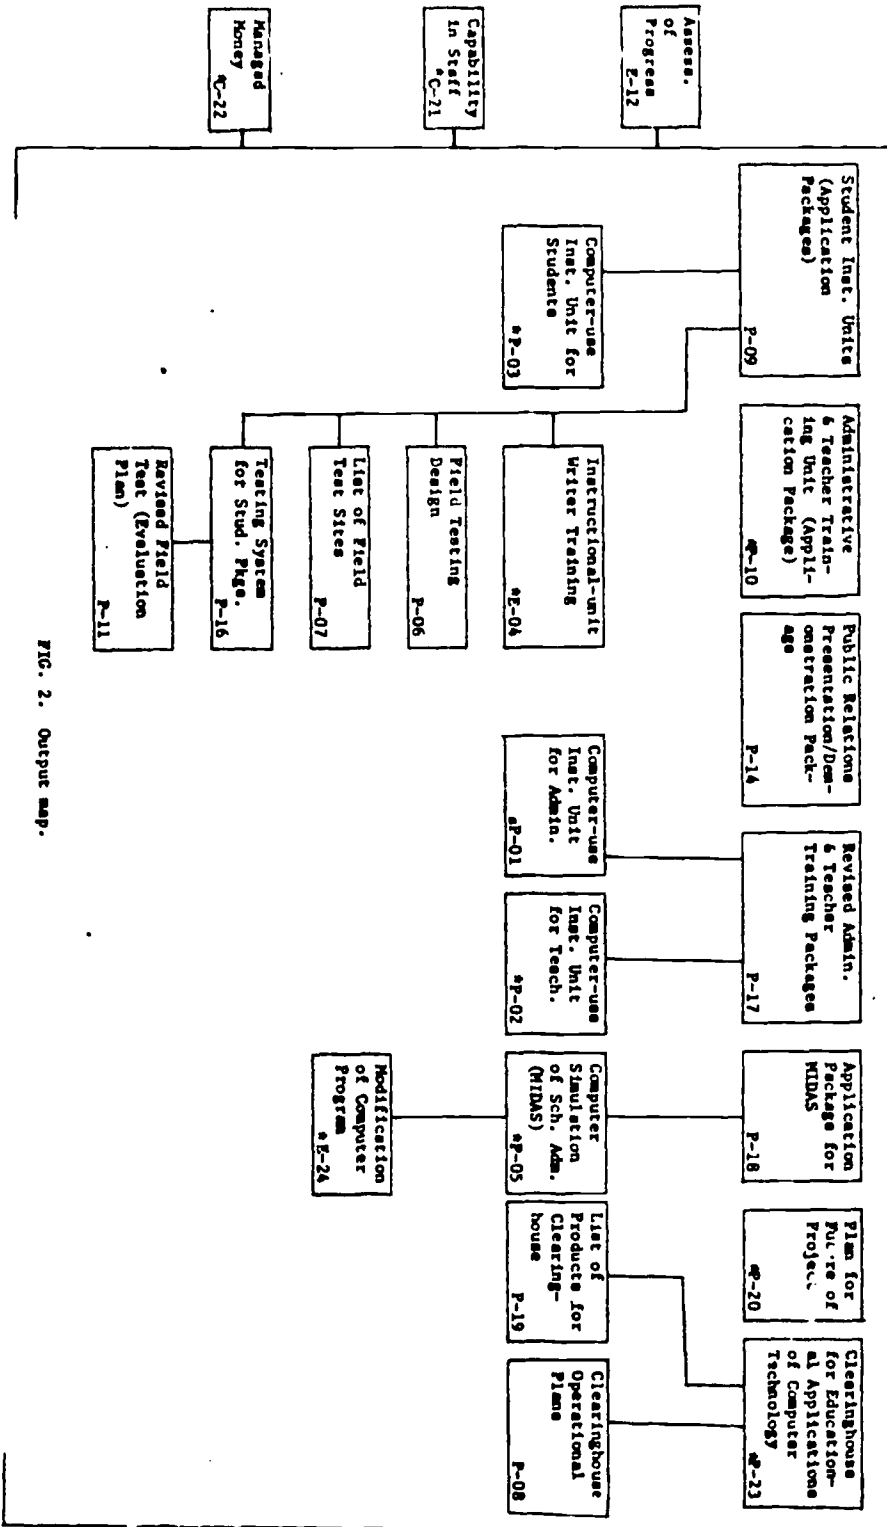 Assess.
of
Progress
E-12
Capability
in Staff
*C-21
Managed
Money
*C-22
Student Inst. Units
(Application
Packages)
P-09
Administrative
& Teacher Train-
ing Unit (Appli-
cation Package)
*P-10
Public Relations
Presentation/Dem-
onstration Pack-
age
P-14
Revised Admin.
& Teacher
Training Packages
P-17
Application
Package for
MIDAS
P-18
Plan for
of
Project
*P-20
Clearinghouse
for Education-
al Applications
of Computer
Technology
*P-23
Computer-use
Inst. Unit for
Students
*P-03
Instructional-unit
Writer Training
*E-04
Field Testing
Design
P-06
List of Field
Test Sites
P-07
Testing System
for Stud. Pkgs.
P-16
Revised Field
Test (Evaluation
Plan)
P-11
Computer-use
Inst. Unit
for Admin.
*P-01
Computer-use
Inst. Unit
for Teach.
*P-02
Computer
Simulation
of Sch. Adm.
(MIDAS)
*P-05
Modification
of Computer
Program
*E-24
List of
Products for
Clearing-
house
P-19
Clearinghouse
Operational
Plans
P-08
FIG. 2. Output map.